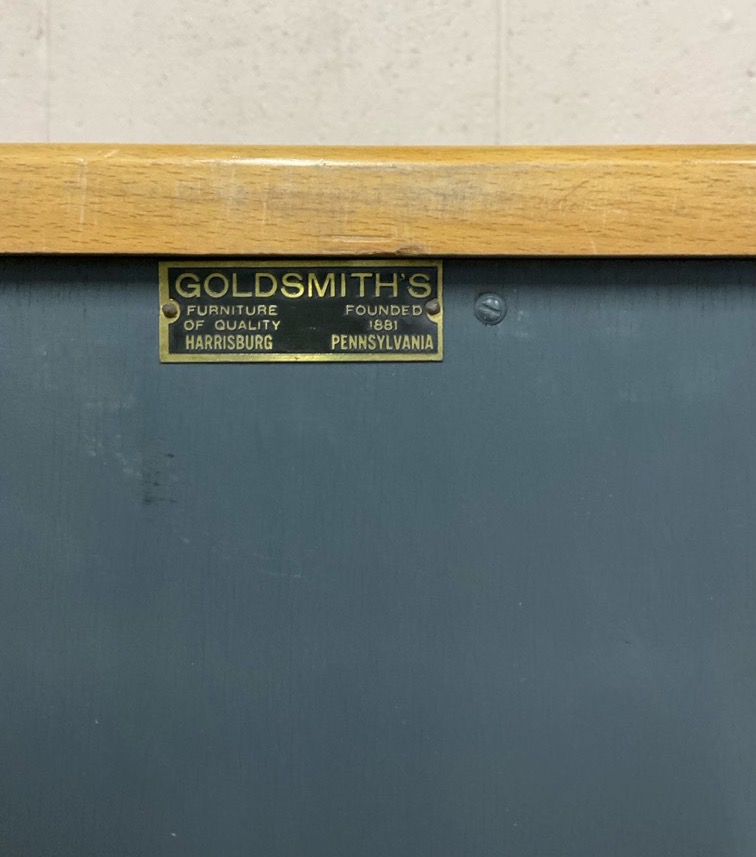 GOLDSMITH'S
FURNITURE FOUNDED
OF QUALITY 1881
HARRISBURG PENNSYLVANIA